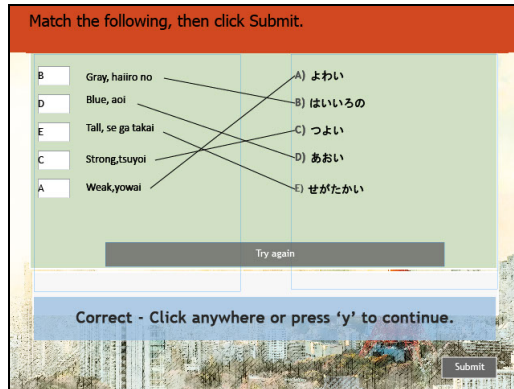 Match the following, then click Submit.
B Gray, haiiro no
D Blue, aoi
E Tall, se ga takai
C Strong,tsuyoi
A Weak,yowai
A) よわい
B) はいいろの
C) つよい
D) あおい
E) せがたかい
Try again
Correct - Click anywhere or press ‘y’ to continue.
Submit